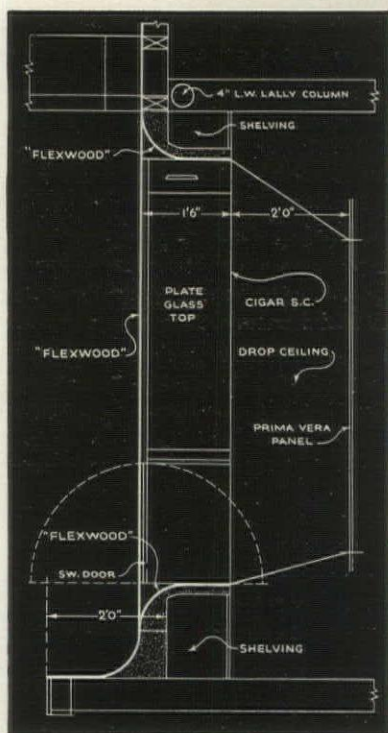 4" L.W. LALLY COLUMN
SHELVING
"FLEXWOOD"
1'6"
2'0"
PLATE
GLASS
TOP
CIGAR S.C.
"FLEXWOOD"
DROP CEILING
PRIMA VERA
PANEL
"FLEXWOOD"
SW. DOOR
2'0"
SHELVING